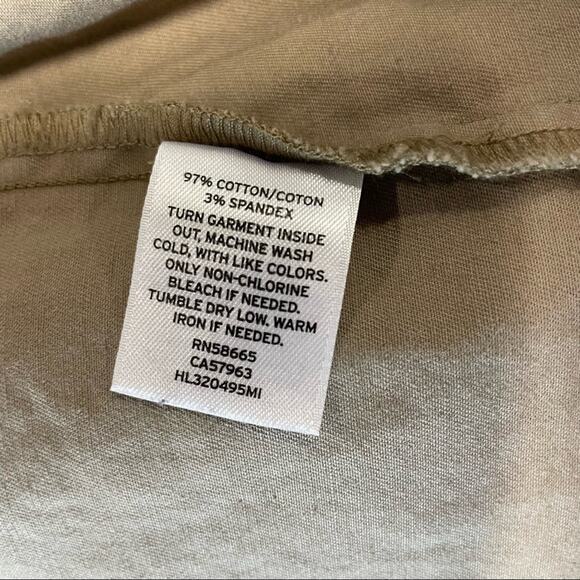 97% COTTON/COTON
3% SPANDEX
TURN GARMENT INSIDE
OUT, MACHINE WASH
COLD, WITH LIKE COLORS.
ONLY NON-CHLORINE
BLEACH IF NEEDED.
TUMBLE DRY LOW. WARM
IRON IF NEEDED.
RN58665
CA57963
HL320495MI